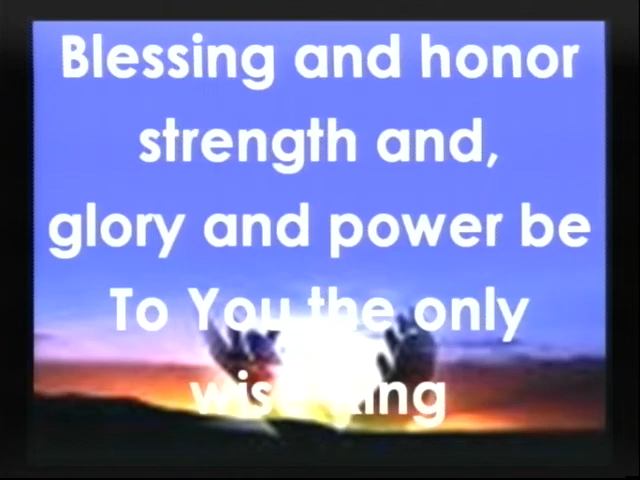 Blessing and honor
strength and,
glory and power be
To You the only
wise King